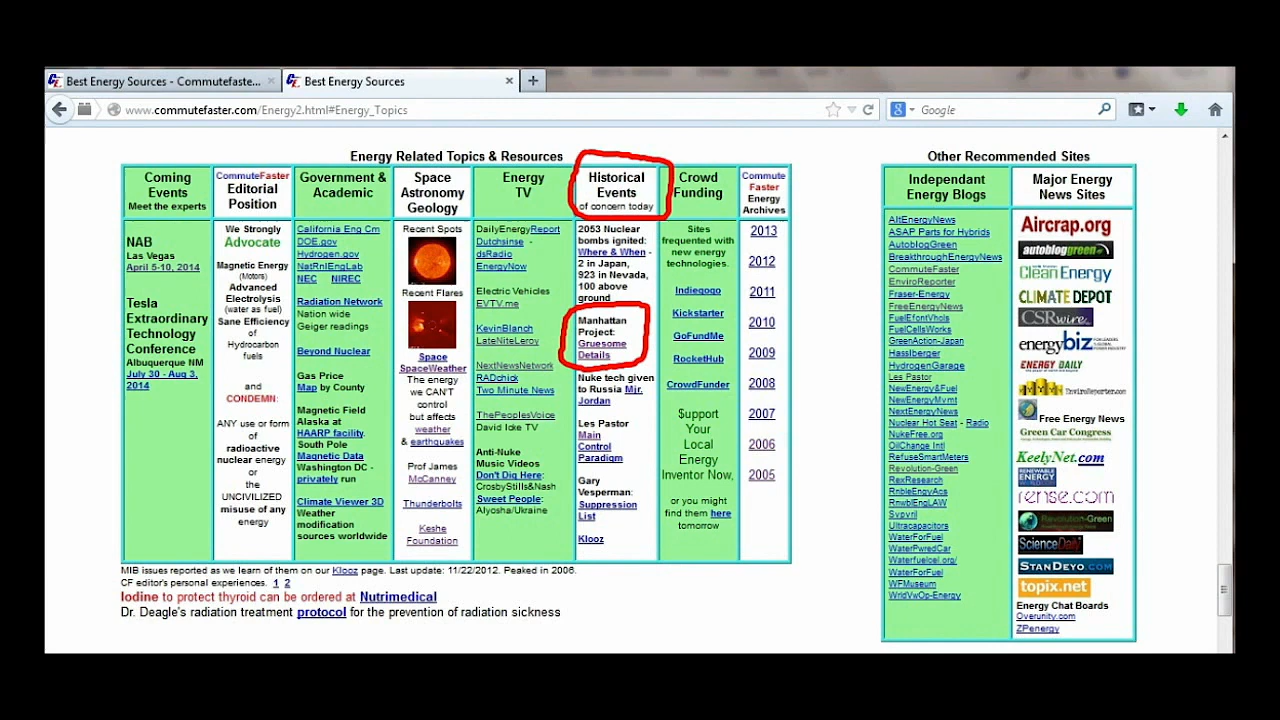 Best Energy Sources - Commutefaste...
Best Energy Sources
www.commutefaster.com/Energy2.html#Energy_Topics
Google
Energy Related Topics & Resources
Coming
Events
Meet the experts
NAB
Las Vegas
April 5-10, 2014
Tesla
Extraordinary
Technology
Conference
Albuquerque NM
July 30 - Aug 3,
2014
CommuteFaster
Editorial
Position
We Strongly
Advocate
Magnetic Energy
(Motors)
Advanced
Electrolysis
(water as fuel)
Sane Efficiency
of
Hydrocarbon
fuels
and
CONDEMN:
ANY use or form
of
radioactive
nuclear energy
or
the
UNCIVILIZED
misuse of any
energy
Government &
Academic
California Eng Cm
DOE.gov
Hydrogen.gov
NatRnlEngLab
NEC NIREC
Radiation Network
Nation wide
Geiger readings
Beyond Nuclear
Gas Price
Map by County
Magnetic Field
Alaska at
HAARP facility.
South Pole
Magnetic Data
Washington DC -
privately run
Climate Viewer 3D
Weather
modification
sources worldwide
Space
Astronomy
Geology
Recent Spots
Recent Flares
Space
SpaceWeather
The energy
we CAN'T
control
but affects
weather
& earthquakes
Prof James
McCanney
Thunderbolts
Keshe
Foundation
Energy
TV
DailyEnergyReport
Dutchsinse -
dsRadio
EnergyNow
Electric Vehicles
EVTV.me
KevinBlanch
LateNiteLeroy
NextNewsNetwork
RADchick
Two Minute News
ThePeoplesVoice
David Icke TV
Anti-Nuke
Music Videos
Don't Dig Here:
CrosbyStills&Nash
Sweet People:
Alyosha/Ukraine
Historical
Events
of concern today
2053 Nuclear
bombs ignited:
Where & When -
2 in Japan,
923 in Nevada,
100 above
ground
Manhattan
Project:
Gruesome
Details
Nuke tech given
to Russia Mjr.
Jordan
Les Pastor
Main
Control
Paradigm
Gary
Vesperman:
Suppression
List
Klooz
Crowd
Funding
Sites
frequented with
new energy
technologies.
Indiegogo
Kickstarter
GoFundMe
RocketHub
CrowdFunder
$upport
Your
Local
Energy
Inventor Now,
or you might
find them here
tomorrow
Commute
Faster
Energy
Archives
2013
2012
2011
2010
2009
2008
2007
2006
2005
MIB issues reported as we learn of them on our Klooz page. Last update: 11/22/2012. Peaked in 2006.
CF editor's personal experiences. 1 2
Iodine to protect thyroid can be ordered at Nutrimedical
Dr. Deagle's radiation treatment protocol for the prevention of radiation sickness
Other Recommended Sites
Independent
Energy Blogs
AltEnergyNews
ASAP Parts for Hybrids
AutoblogGreen
BreakthroughEnergyNews
CommuteFaster
EnviroReporter
Fraser-Energy
FreeEnergyNews
FuelEfontVhols
FuelCellsWorks
GreenAction-Japan
Hasslberger
HydrogenGarage
Les Pastor
NewEnergy&Fuel
NewEnergyMvmt
NextEnergyNews
Nuclear Hot Seat - Radio
NukeFree.org
OilChange Intl
RefuseSmartMeters
Revolution-Green
RexResearch
RnbleEngyAcs
RnwblEngLAW
Svpvril
Ultracapacitors
WaterForFuel
WaterPwredCar
Waterfuelcel.org/
WaterForFuel
WFMuseum
WrldVwOp-Energy
Major Energy
News Sites
Aircrap.org
autobloggreen
CleanEnergy
CLIMATE DEPOT
CSRwire
energybiz
ENERGY DAILY
EnviroReporter.com
Free Energy News
Green Car Congress
KeelyNet.com
RENEWABLE
ENERGY
WORLD
rense.com
Revolution-Green
ScienceDaily
STANDEYO.COM
topix.net
Energy Chat Boards
Overunity.com
ZPenergy